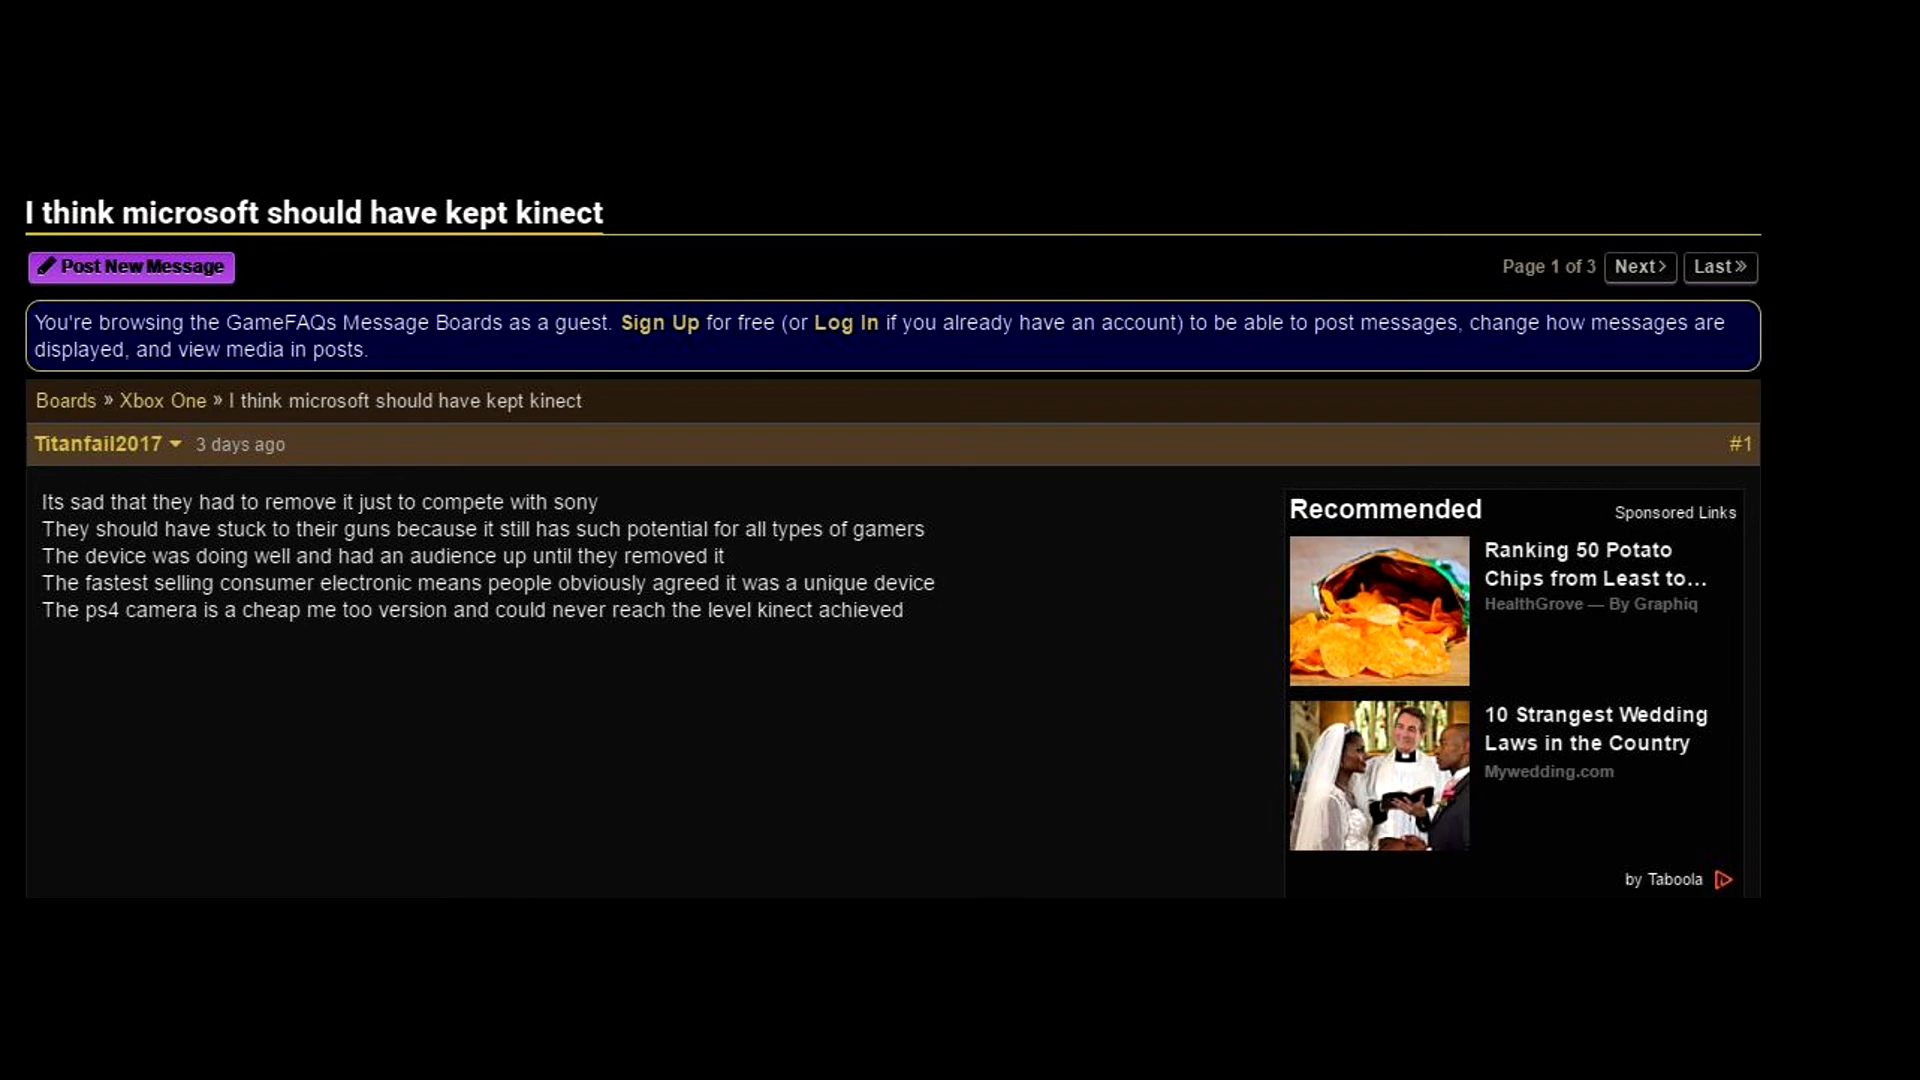 I think microsoft should have kept kinect
Post New Message
Page 1 of 3 Next> Last»
You're browsing the GameFAQs Message Boards as a guest. Sign Up for free (or Log In if you already have an account) to be able to post messages, change how messages are
displayed, and view media in posts.
Boards » Xbox One » I think microsoft should have kept kinect
Titanfail2017 3 days ago #1
Its sad that they had to remove it just to compete with sony
They should have stuck to their guns because it still has such potential for all types of gamers
The device was doing well and had an audience up until they removed it
The fastest selling consumer electronic means people obviously agreed it was a unique device
The ps4 camera is a cheap me too version and could never reach the level kinect achieved
Recommended Sponsored Links
Ranking 50 Potato
Chips from Least to...
HealthGrove — By Graphiq
10 Strangest Wedding
Laws in the Country
Mywedding.com
by Taboola